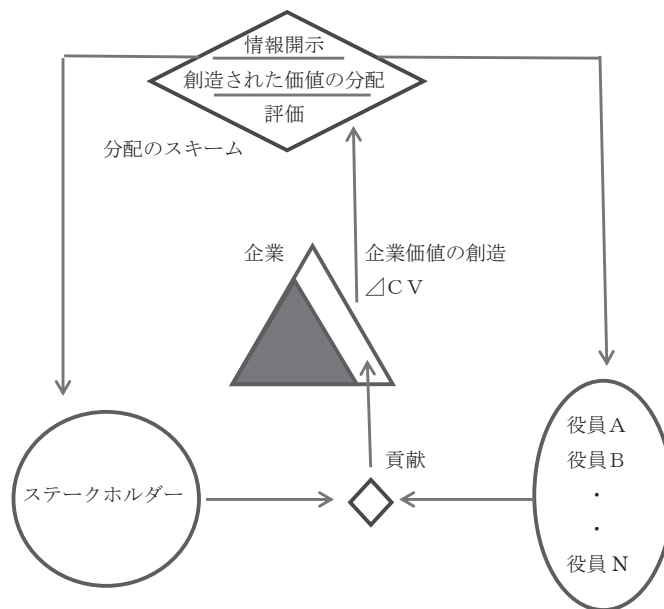 情報開示
創造された価値の分配
評価
分配のスキーム
企業
企業価値の創造
⊿ＣＶ
貢献
ステークホルダー
役員Ａ
役員Ｂ
・
・
役員Ｎ